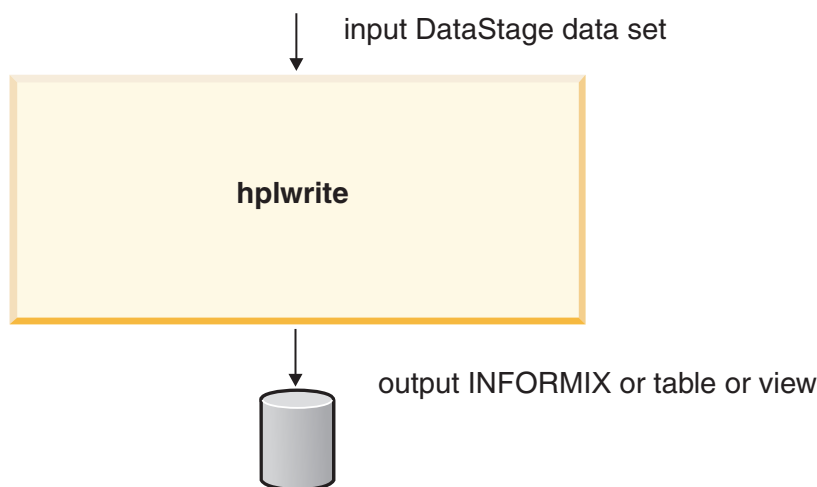 input DataStage data set
hplwrite
output INFORMIX or table or view